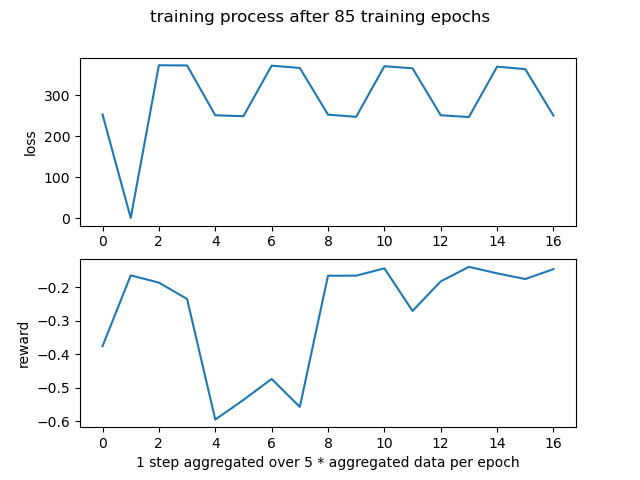 training process after 85 training epochs
300
200
100
0
loss
0 2 4 6 8 10 12 14 16
−0.2
−0.3
−0.4
−0.5
−0.6
reward
0 2 4 6 8 10 12 14 16
1 step aggregated over 5 * aggregated data per epoch